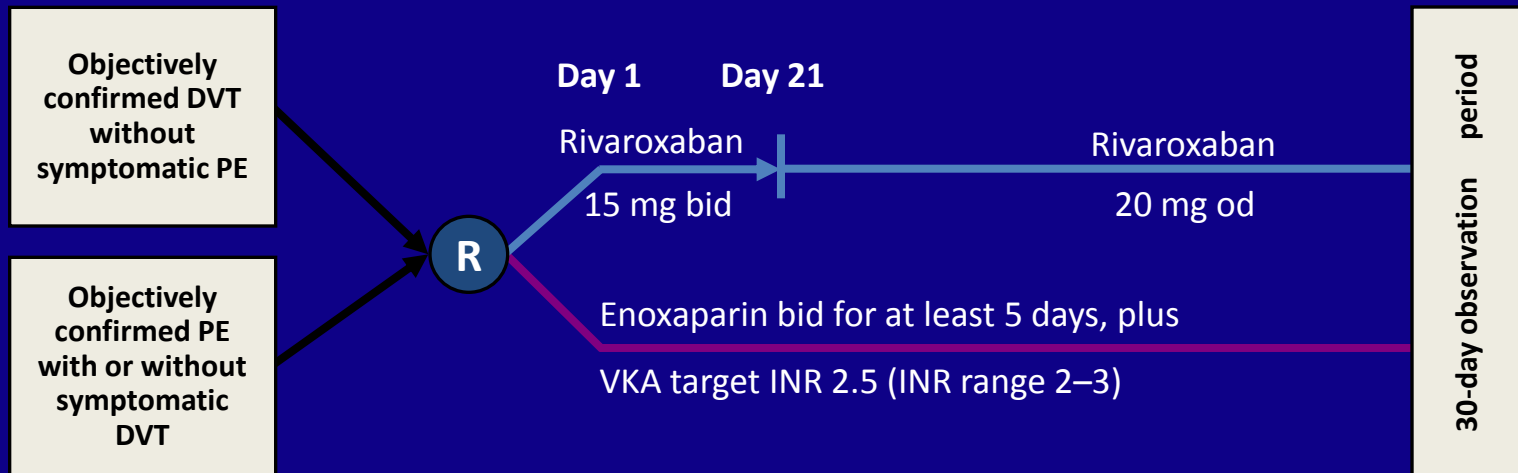 Objectively
confirmed DVT
without
symptomatic PE
Objectively
confirmed PE
with or without
symptomatic
DVT
R
Day 1
Day 21
Rivaroxaban
15 mg bid
Rivaroxaban
20 mg od
Enoxaparin bid for at least 5 days, plus
VKA target INR 2.5 (INR range 2–3)
30-day observation period